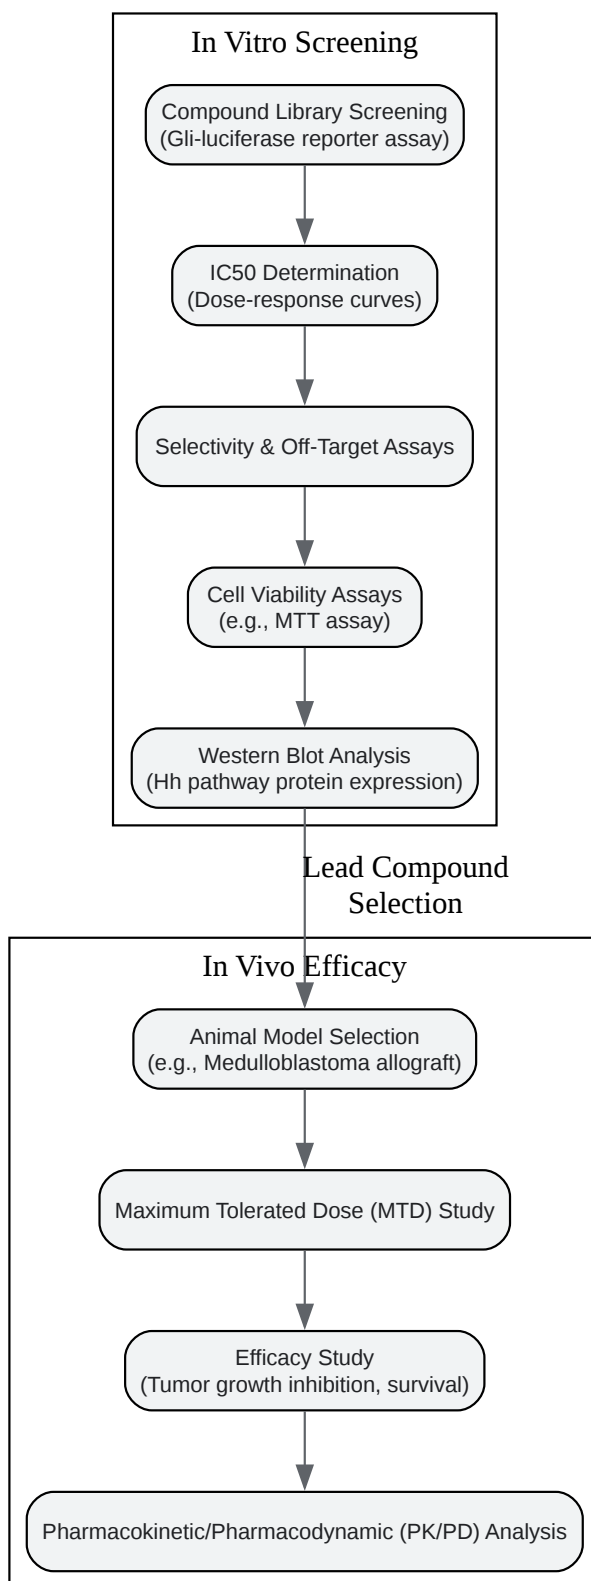 In Vitro Screening
Compound Library Screening
(Gli-luciferase reporter assay)
IC50 Determination
(Dose-response curves)
Selectivity & Off-Target Assays
Cell Viability Assays
(e.g., MTT assay)
Western Blot Analysis
(Hh pathway protein expression)
Lead Compound
Selection
In Vivo Efficacy
Animal Model Selection
(e.g., Medulloblastoma allograft)
Maximum Tolerated Dose (MTD) Study
Efficacy Study
(Tumor growth inhibition, survival)
Pharmacokinetic/Pharmacodynamic (PK/PD) Analysis